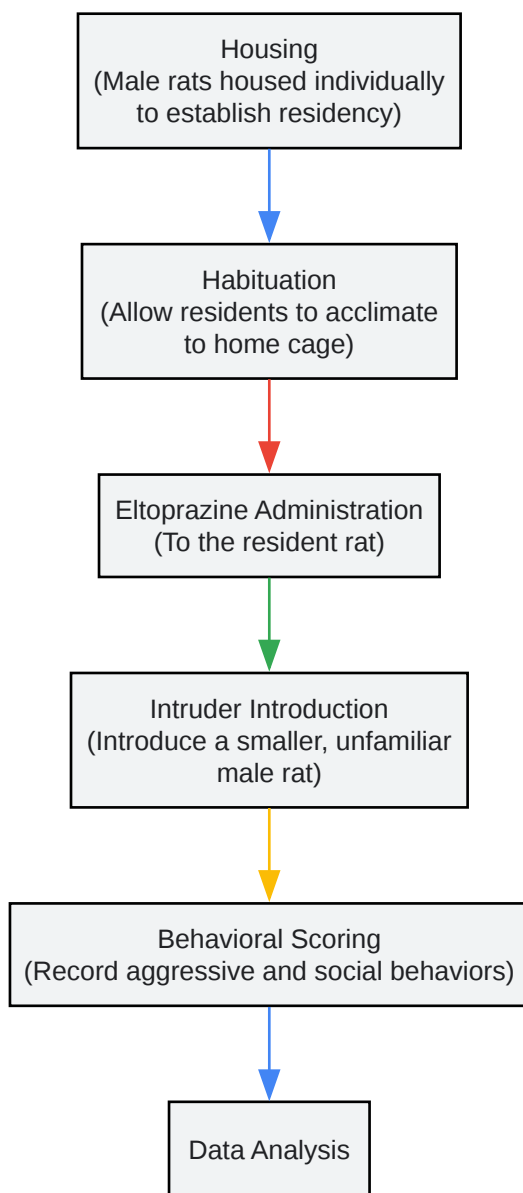 Housing
(Male rats housed individually
to establish residency)
Habituation
(Allow residents to acclimate
to home cage)
Eltoprazine Administration
(To the resident rat)
Intruder Introduction
(Introduce a smaller, unfamiliar
male rat)
Behavioral Scoring
(Record aggressive and social behaviors)
Data Analysis